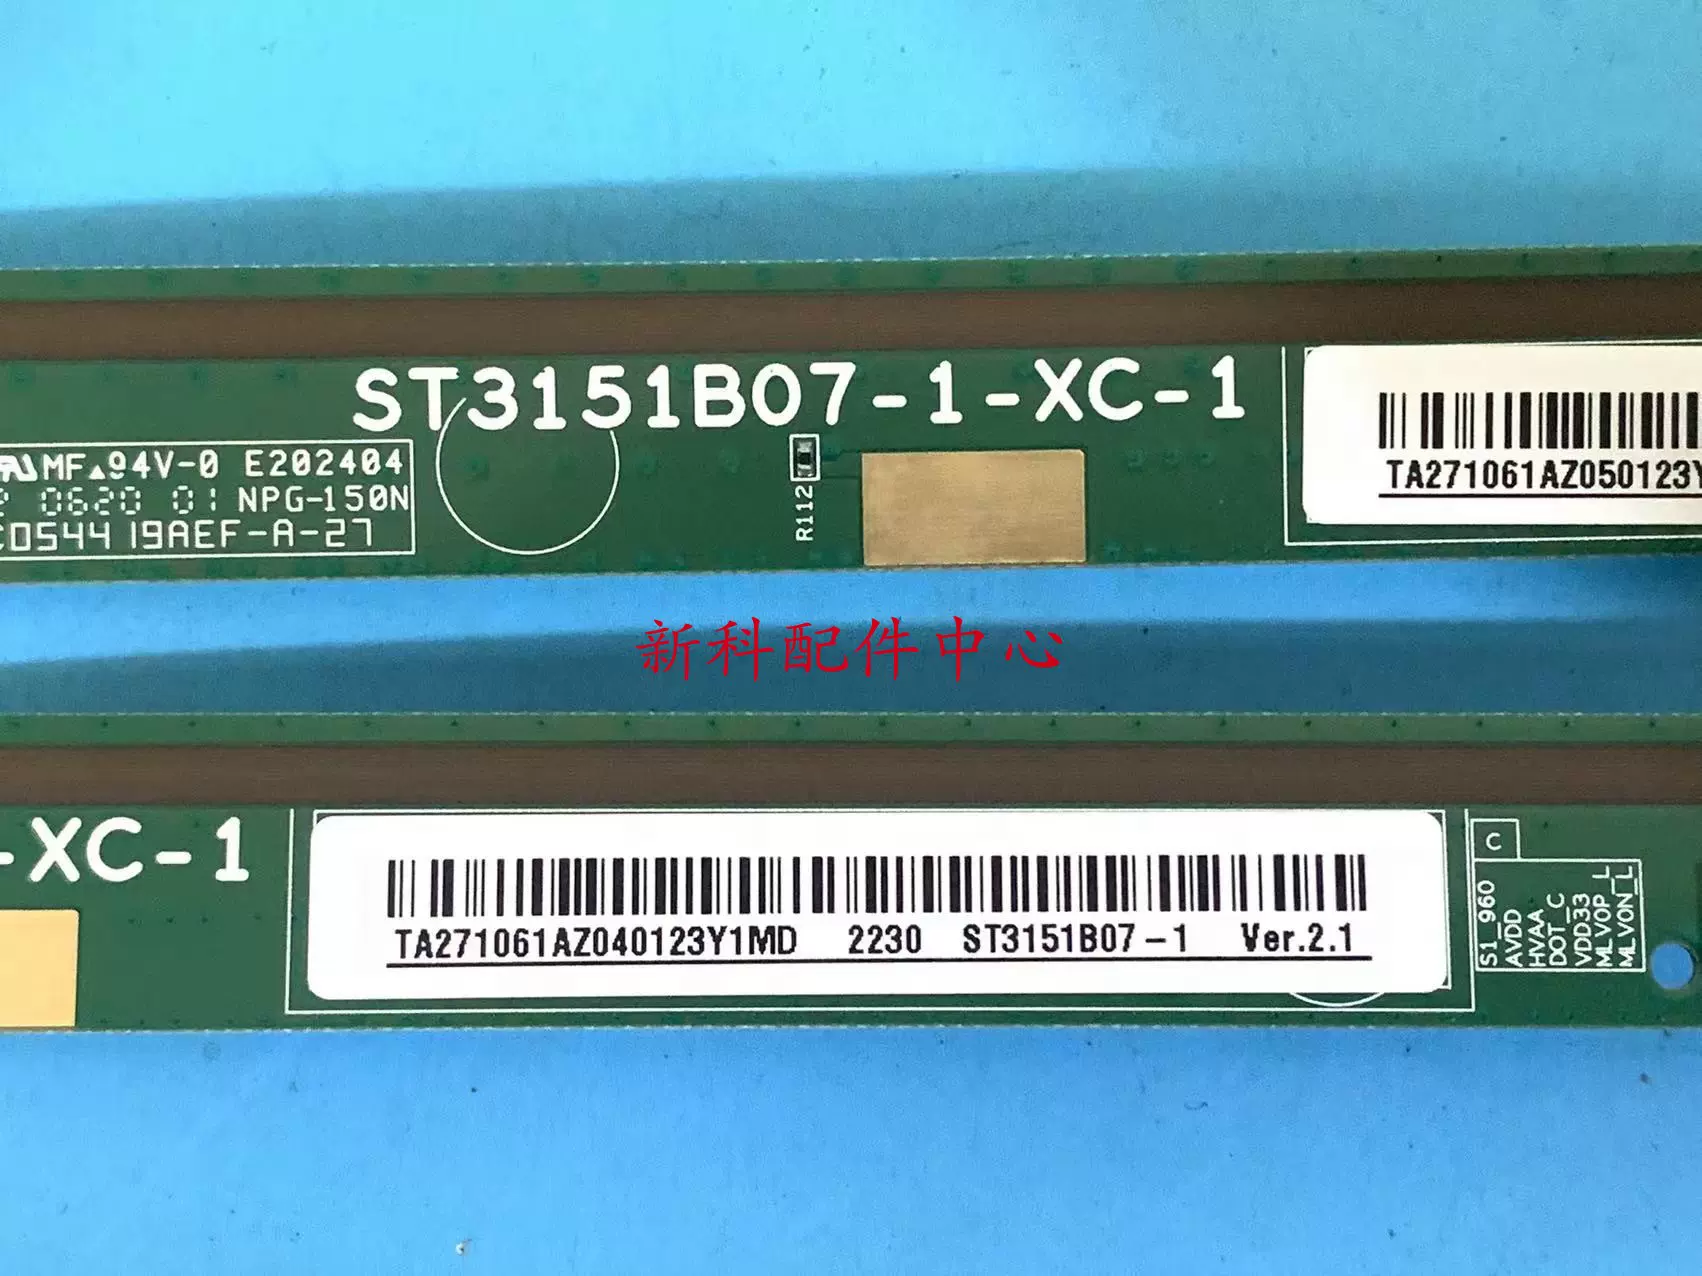 ST3151B07-1-XC-1
MF▲94V-0 E202404
0620 01 NPG-150N
C054419AEF-A-27
R112
TA271061AZ050123Y
新科配件中心
-XC-1
TA271061AZ040123Y1MD 2230 ST3151B07-1 Ver.2.1
C
S1_960
AVDD
HVAA
DOT_C
VDD33
MLVOP_L
MLVON_L